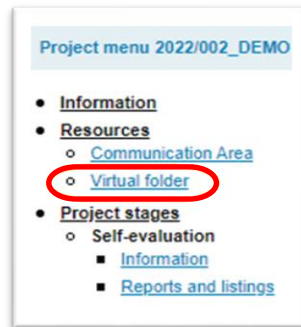 Project menu 2022/002_DEMO
Information
Resources
Communication Area
Virtual folder
Project stages
Self-evaluation
Information
Reports and listings